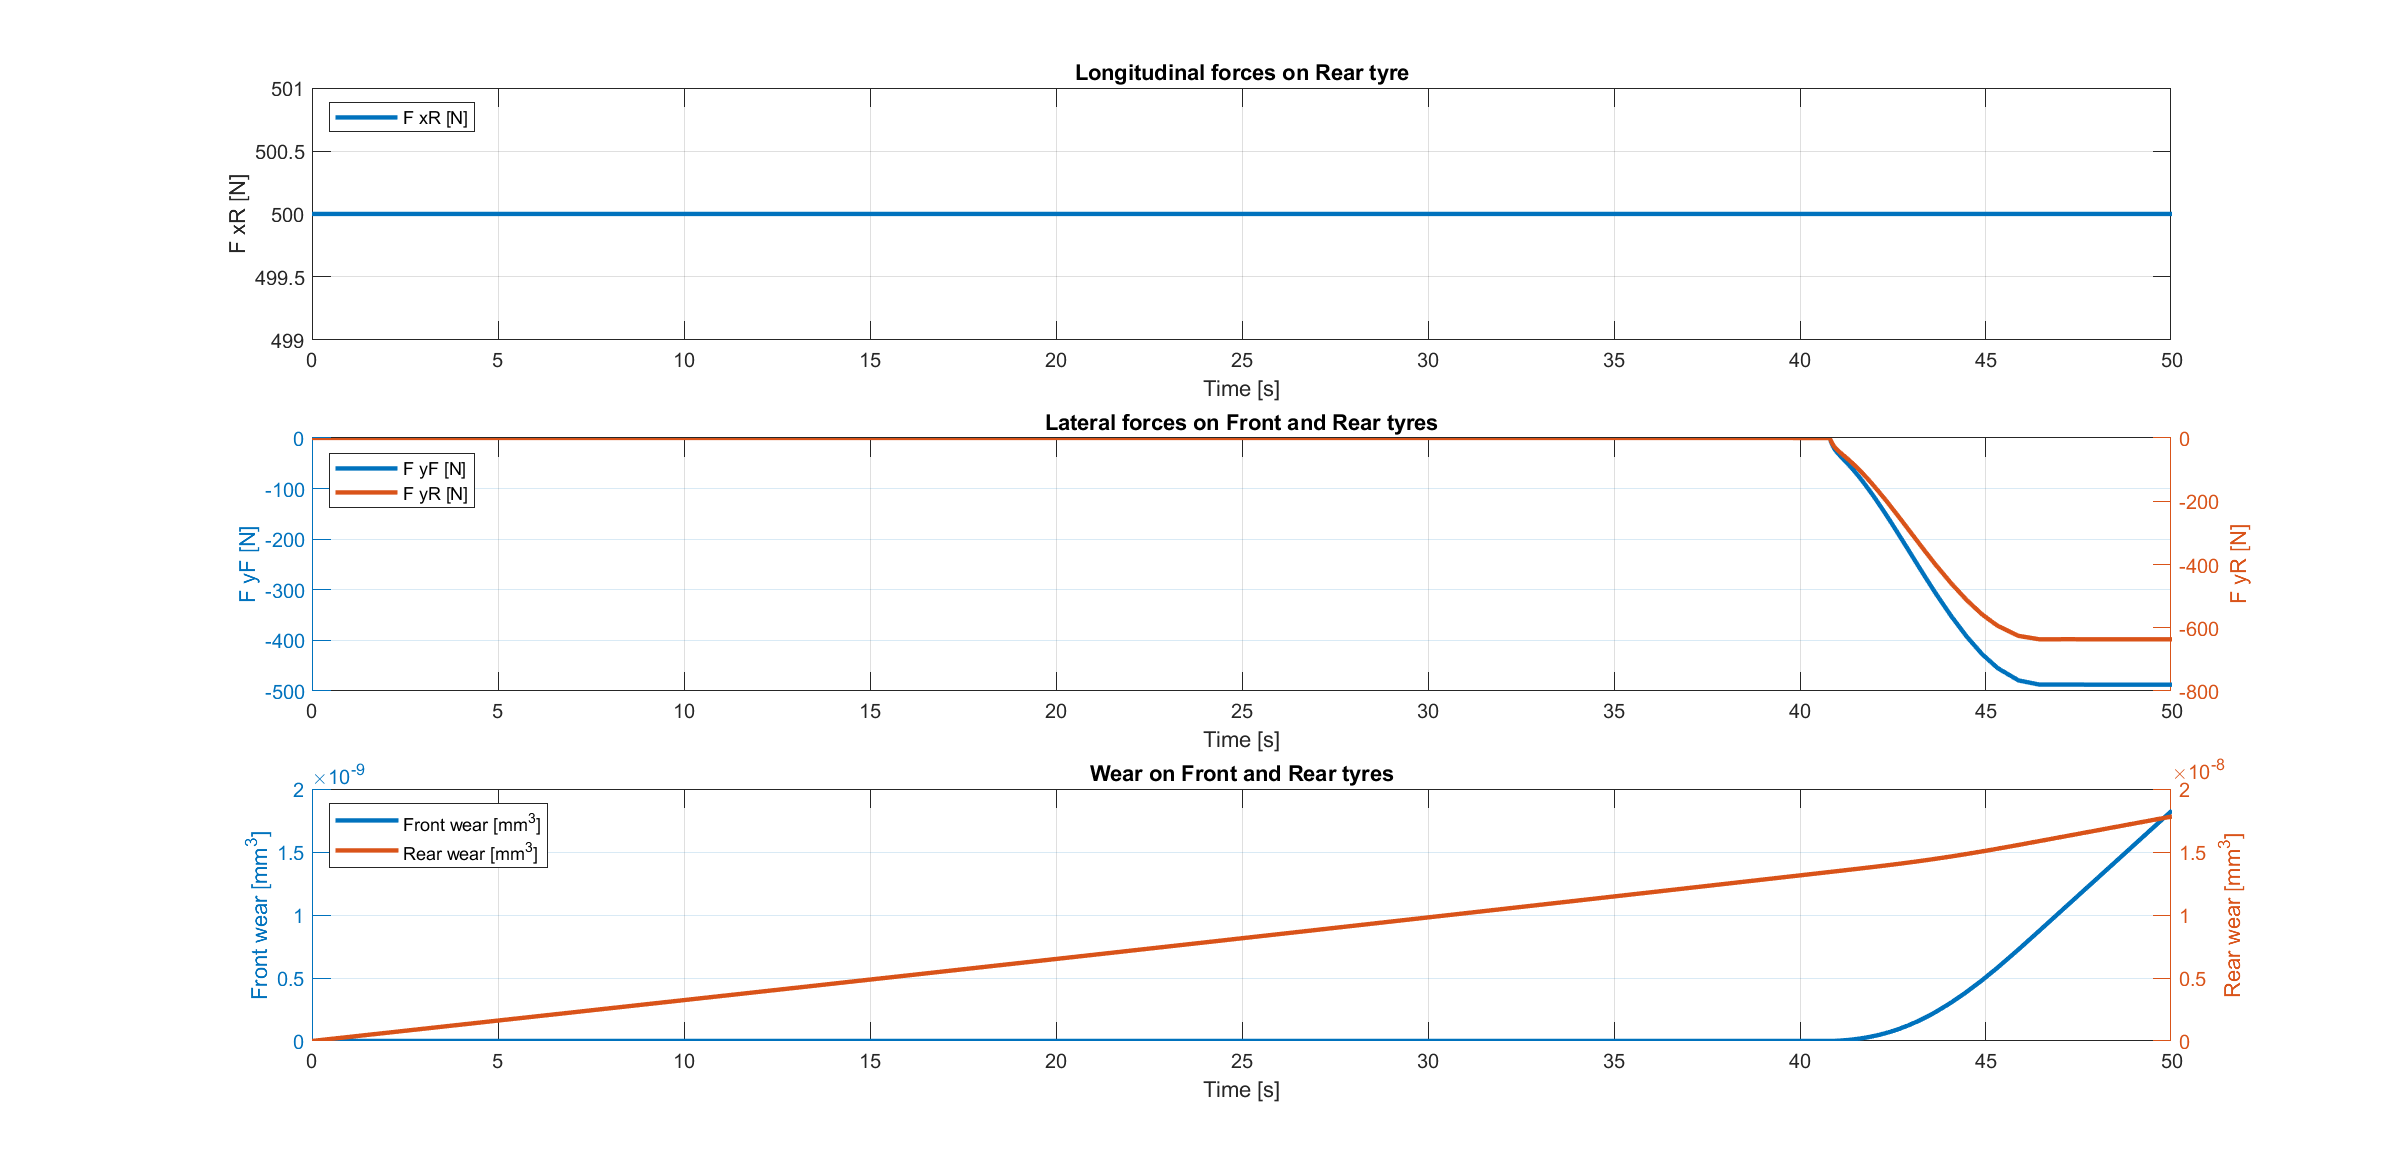 Longitudinal forces on Rear tyre
501
500.5
500
499.5
499
F xR [N]
F xR [N]
0 5 10 15 20 25 30 35 40 45 50
Time [s]
Lateral forces on Front and Rear tyres
0
-100
-200
-300
-400
-500
F yF [N]
F yF [N]
F yR [N]
0
-200
-400
-600
-800
F yR [N]
0 5 10 15 20 25 30 35 40 45 50
Time [s]
Wear on Front and Rear tyres
×10^-9
2
1.5
1
0.5
0
Front wear [mm^3]
Front wear [mm^3]
Rear wear [mm^3]
×10^-8
2
1.5
1
0.5
0
Rear wear [mm^3]
0 5 10 15 20 25 30 35 40 45 50
Time [s]